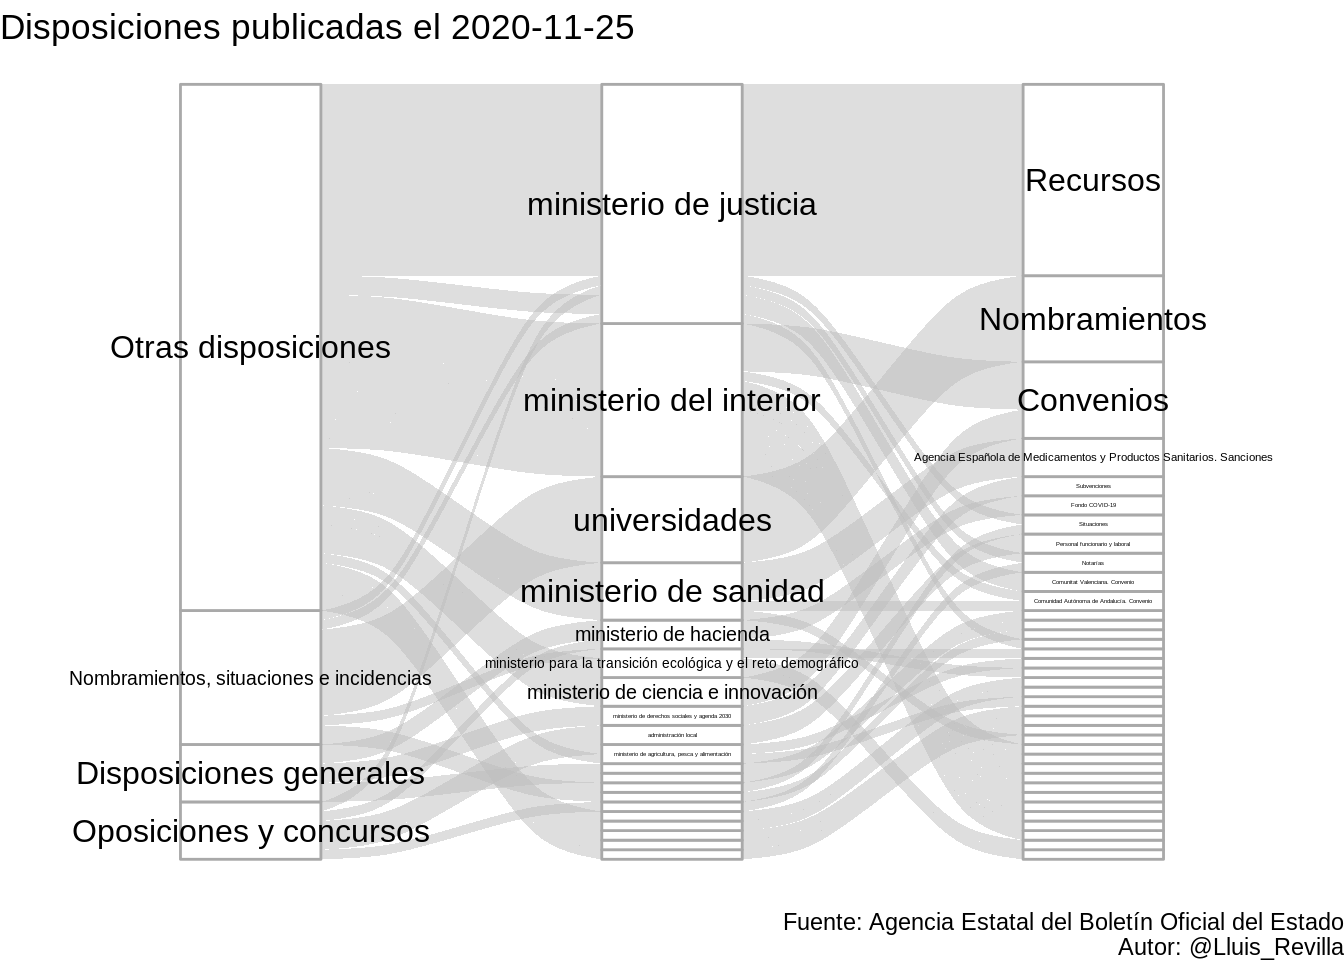 Disposiciones publicadas el 2020-11-25
Otras disposiciones
Nombramientos, situaciones e incidencias
Disposiciones generales
Oposiciones y concursos
ministerio de justicia
ministerio del interior
universidades
ministerio de sanidad
ministerio de hacienda
ministerio para la transición ecológica y el reto demográfico
ministerio de ciencia e innovación
ministerio de derechos sociales y agenda 2030
administración local
ministerio de agricultura, pesca y alimentación
Recursos
Nombramientos
Convenios
Agencia Española de Medicamentos y Productos Sanitarios. Sanciones
Subvenciones
Fondo COVID-19
Situaciones
Personal funcionario y laboral
Notarías
Comunitat Valenciana. Convenio
Comunidad Autónoma de Andalucía. Convenio
Fuente: Agencia Estatal del Boletín Oficial del Estado
Autor: @Lluis_Revilla